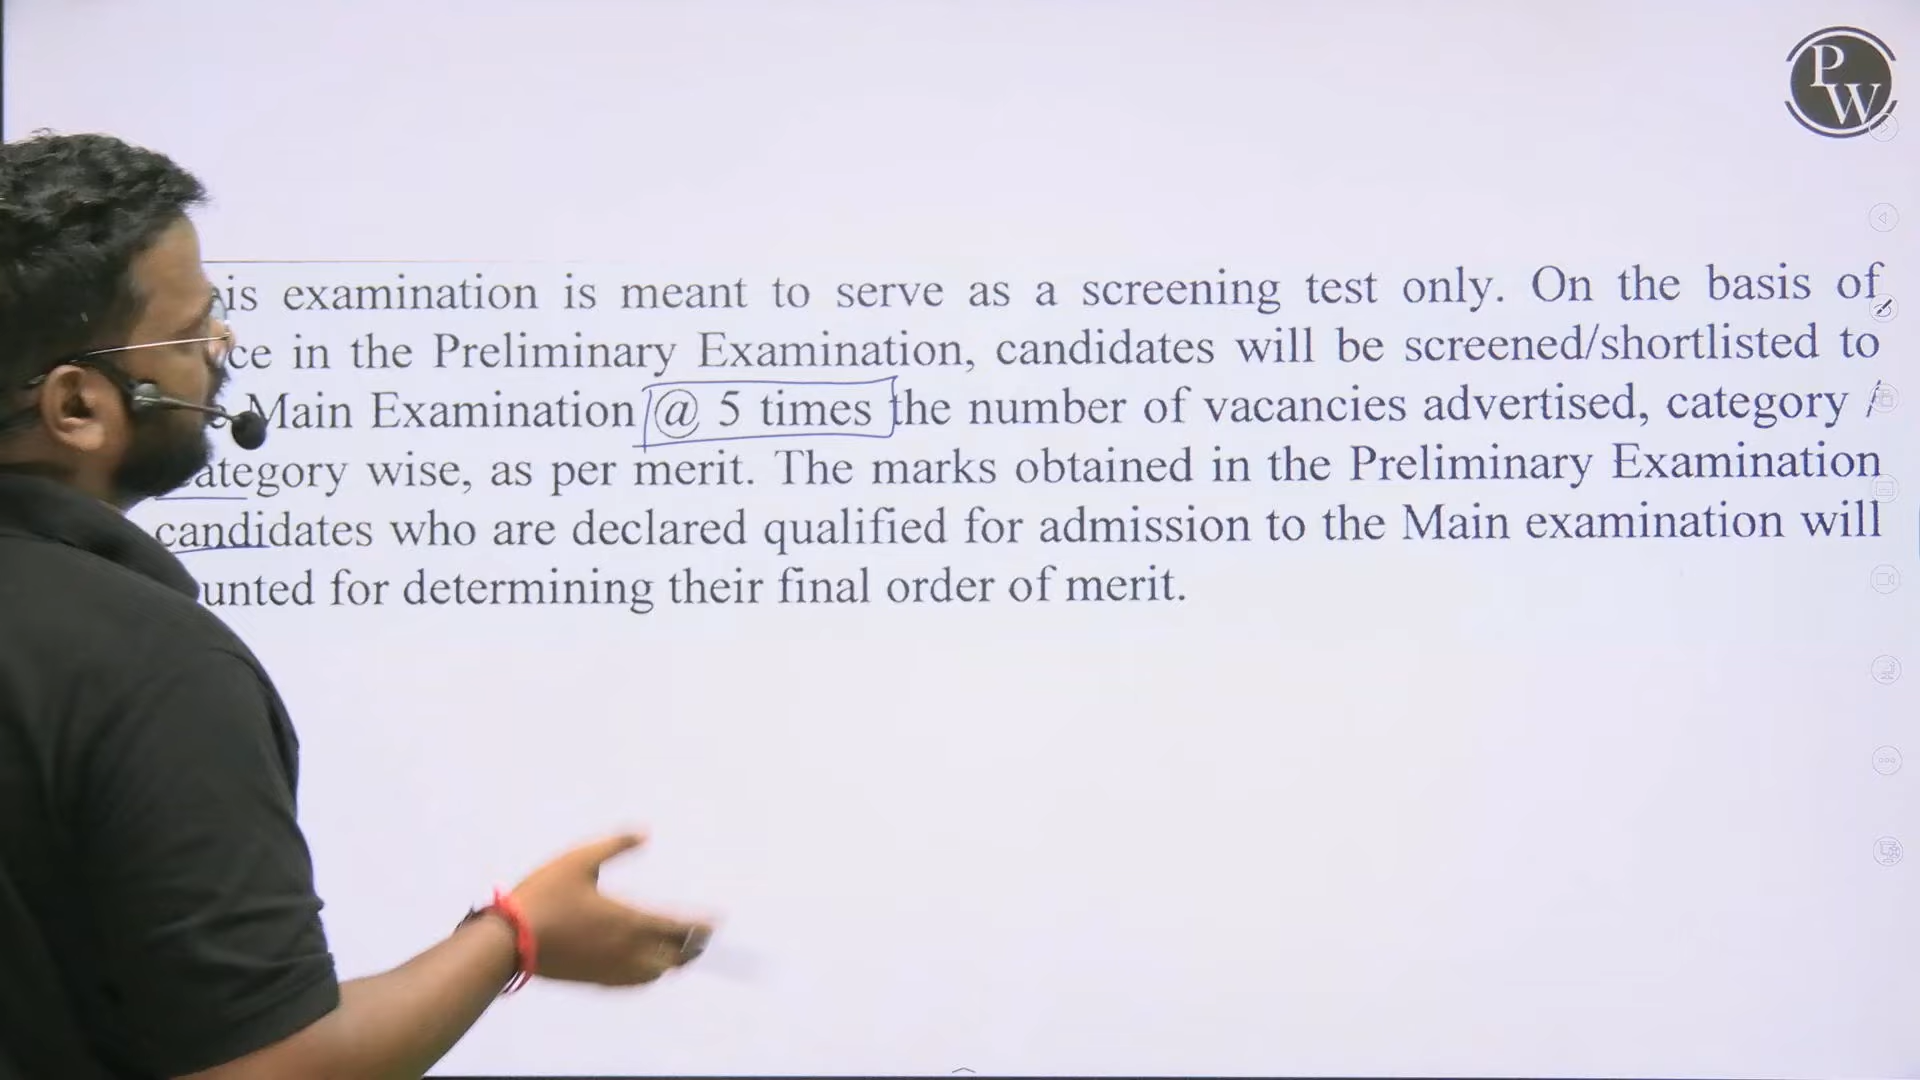 PW
is examination is meant to serve as a screening test only. On the basis of
ce in the Preliminary Examination, candidates will be screened/shortlisted to
Main Examination @ 5 times the number of vacancies advertised, category /
ategory wise, as per merit. The marks obtained in the Preliminary Examination
candidates who are declared qualified for admission to the Main examination will
unted for determining their final order of merit.